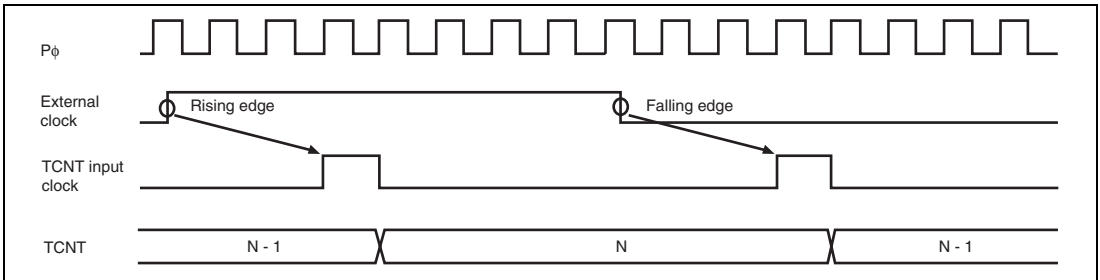 Pϕ
External
clock
Rising edge
Falling edge
TCNT input
clock
TCNT
N - 1
N
N - 1